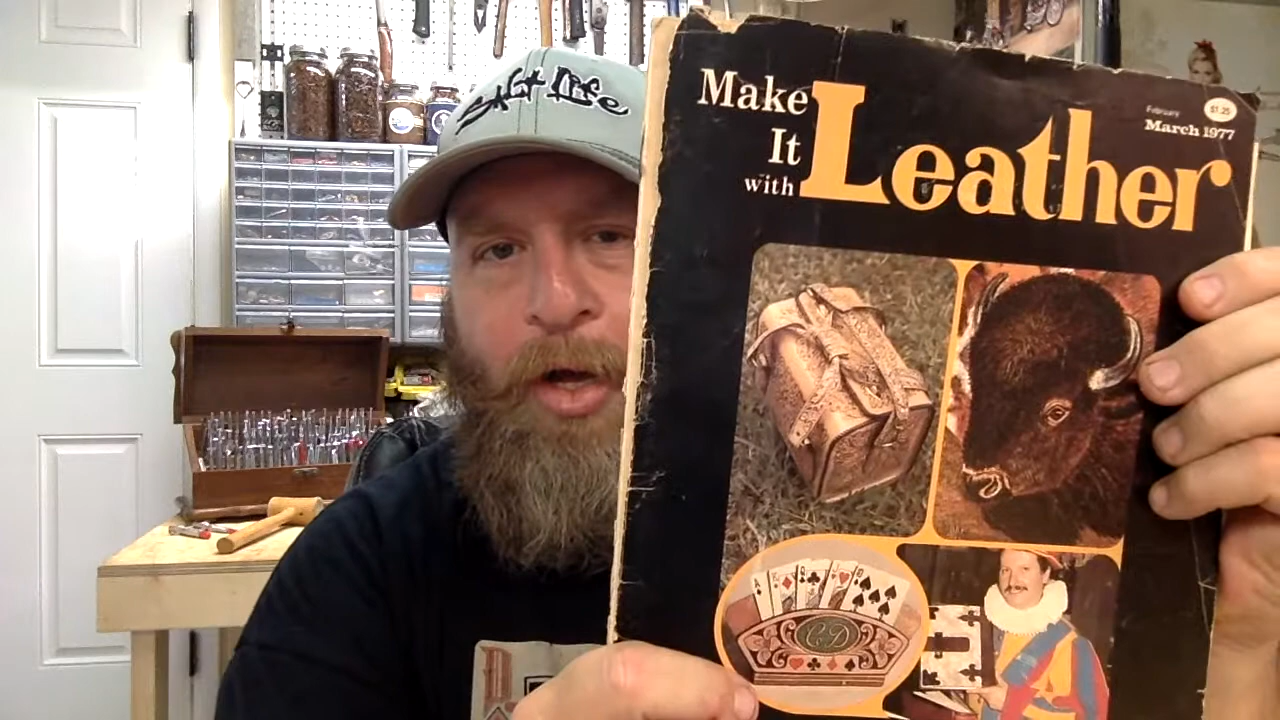 SALT LIFE
Make
It
with
Leather
February
$1.25
March 1977
C&D